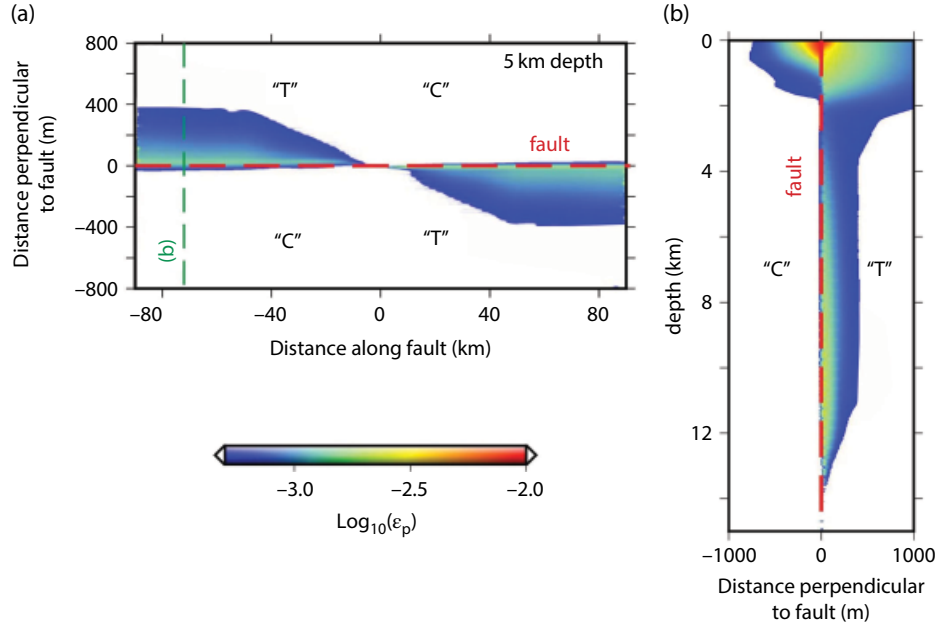 (a)
800
400
0
−400
−800
Distance perpendicular
to fault (m)
"T"
"C"
5 km depth
fault
(b)
"C"
"T"
−80
−40
0
40
80
Distance along fault (km)
−3.0
−2.5
−2.0
Log₁₀(εₚ)
(b)
0
4
8
12
depth (km)
fault
"C"
"T"
−1000
0
1000
Distance perpendicular
to fault (m)